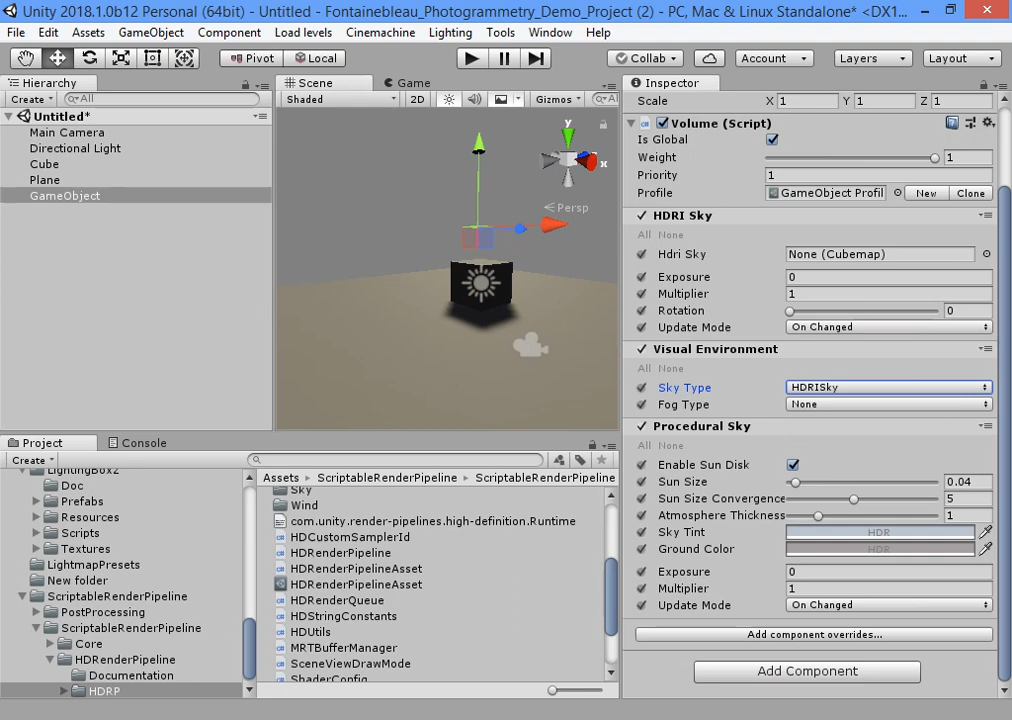 Unity 2018.1.0b12 Personal (64bit) - Untitled - Fontainebleau_Photogrammetry_Demo_Project (2) - PC, Mac & Linux Standalone* <DX1...
File Edit Assets GameObject Component Load levels Cinemachine Lighting Tools Window Help
Pivot Local Collab Account Layers Layout
Hierarchy
Create All
Untitled*
Main Camera
Directional Light
Cube
Plane
GameObject
Scene Game
Shaded 2D Gizmos All
y
x
Persp
Inspector
Scale X 1 Y 1 Z 1
Volume (Script)
Is Global
Weight 1
Priority 1
Profile GameObject Profil New Clone
HDRI Sky
All None
Hdri Sky None (Cubemap)
Exposure 0
Multiplier 1
Rotation 0
Update Mode On Changed
Visual Environment
All None
Sky Type HDRISky
Fog Type None
Procedural Sky
All None
Enable Sun Disk
Sun Size 0.04
Sun Size Convergence 5
Atmosphere Thickness 1
Sky Tint HDR
Ground Color HDR
Exposure 0
Multiplier 1
Update Mode On Changed
Add component overrides...
Add Component
Project Console
Create
LightingBox2
Doc
Prefabs
Resources
Scripts
Textures
LightmapPresets
New folder
ScriptableRenderPipeline
PostProcessing
ScriptableRenderPipeline
Core
HDRenderPipeline
Documentation
HDRP
Assets ScriptableRenderPipeline ScriptableRenderPipeline
Sky
Wind
com.unity.render-pipelines.high-definition.Runtime
HDCustomSamplerId
HDRenderPipeline
HDRenderPipelineAsset
HDRenderPipelineAsset
HDRenderQueue
HDStringConstants
HDUtils
MRTBufferManager
SceneViewDrawMode
ShaderConfig